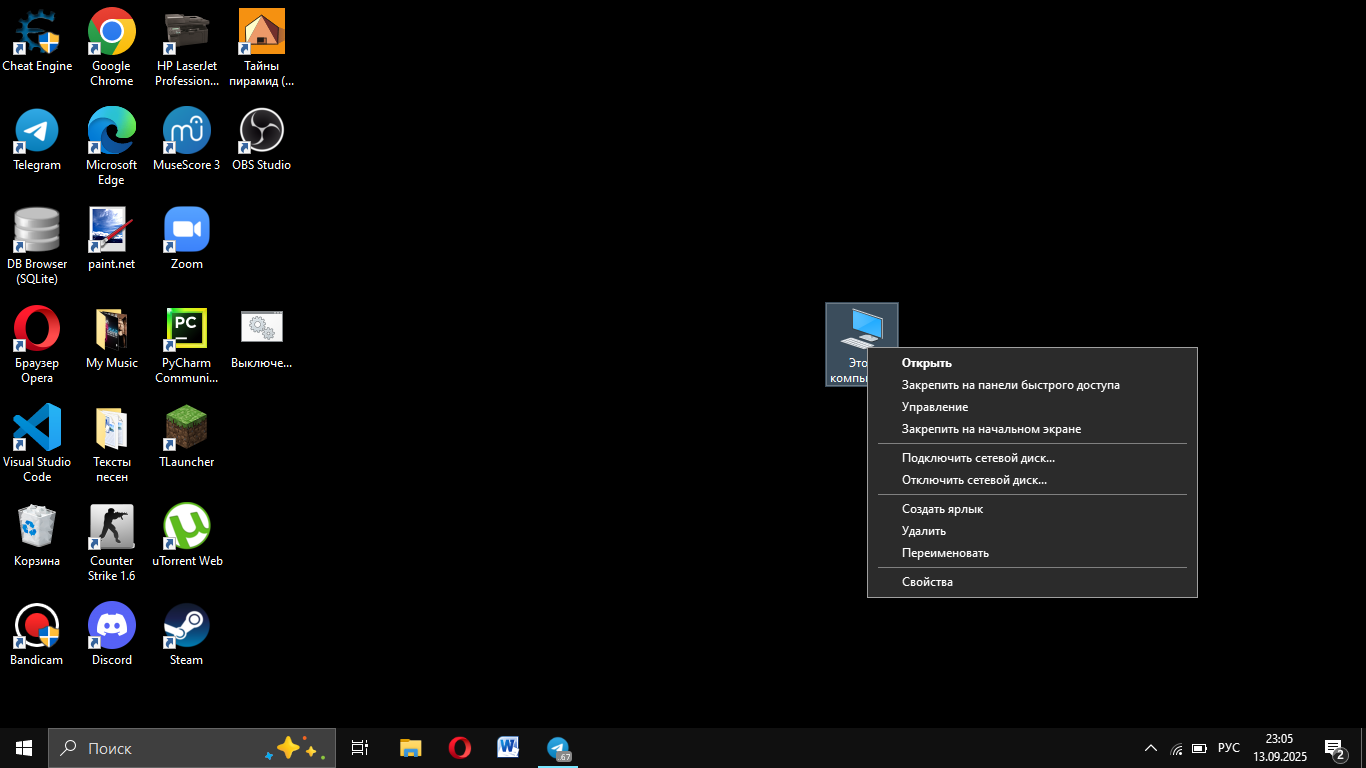 Cheat Engine
Google
Chrome
HP LaserJet
Profession...
Тайны
пирамид (...
Telegram
Microsoft
Edge
MuseScore 3
OBS Studio
DB Browser
(SQLite)
paint.net
Zoom
Браузер
Opera
My Music
PC
PyCharm
Communi...
Выключе...
Visual Studio
Code
Тексты
песен
TLauncher
Корзина
Counter
Strike 1.6
uTorrent Web
Bandicam
Discord
Steam
Открыть
Закрепить на панели быстрого доступа
Управление
Закрепить на начальном экране
Подключить сетевой диск...
Отключить сетевой диск...
Создать ярлык
Удалить
Переименовать
Свойства
Поиск
67
РУС
23:05
13.09.2025
2